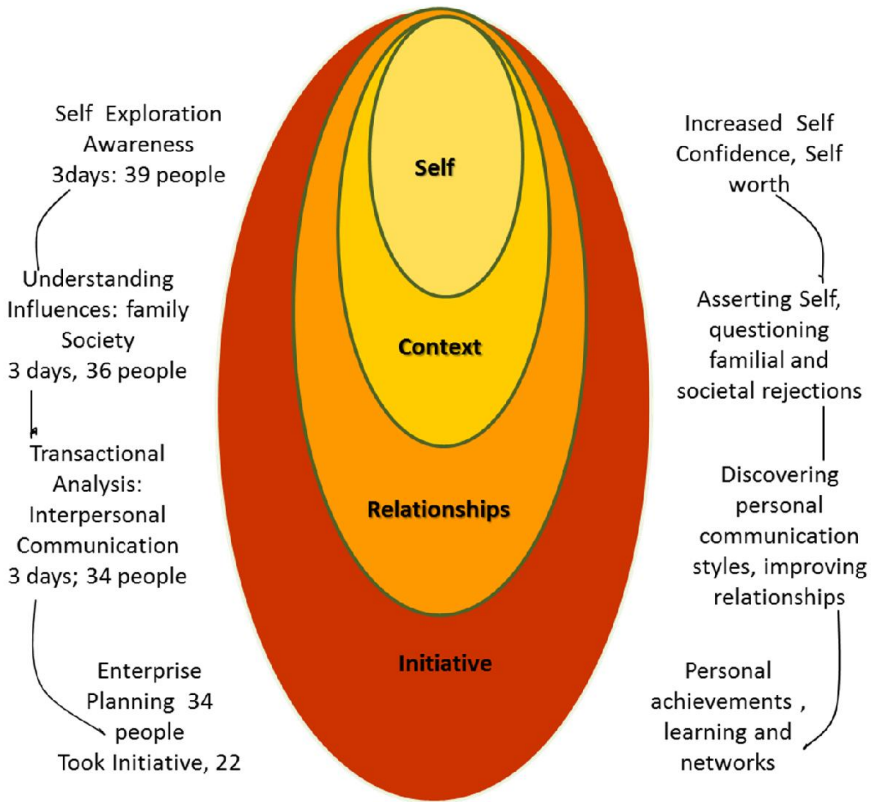 Self Exploration
Awareness
3days: 39 people
Understanding
Influences: family
Society
3 days, 36 people
Transactional
Analysis:
Interpersonal
Communication
3 days; 34 people
Enterprise
Planning 34
people
Took Initiative, 22
Self
Context
Relationships
Initiative
Increased Self
Confidence, Self
worth
Asserting Self,
questioning
familial and
societal rejections
Discovering
personal
communication
styles, improving
relationships
Personal
achievements ,
learning and
networks